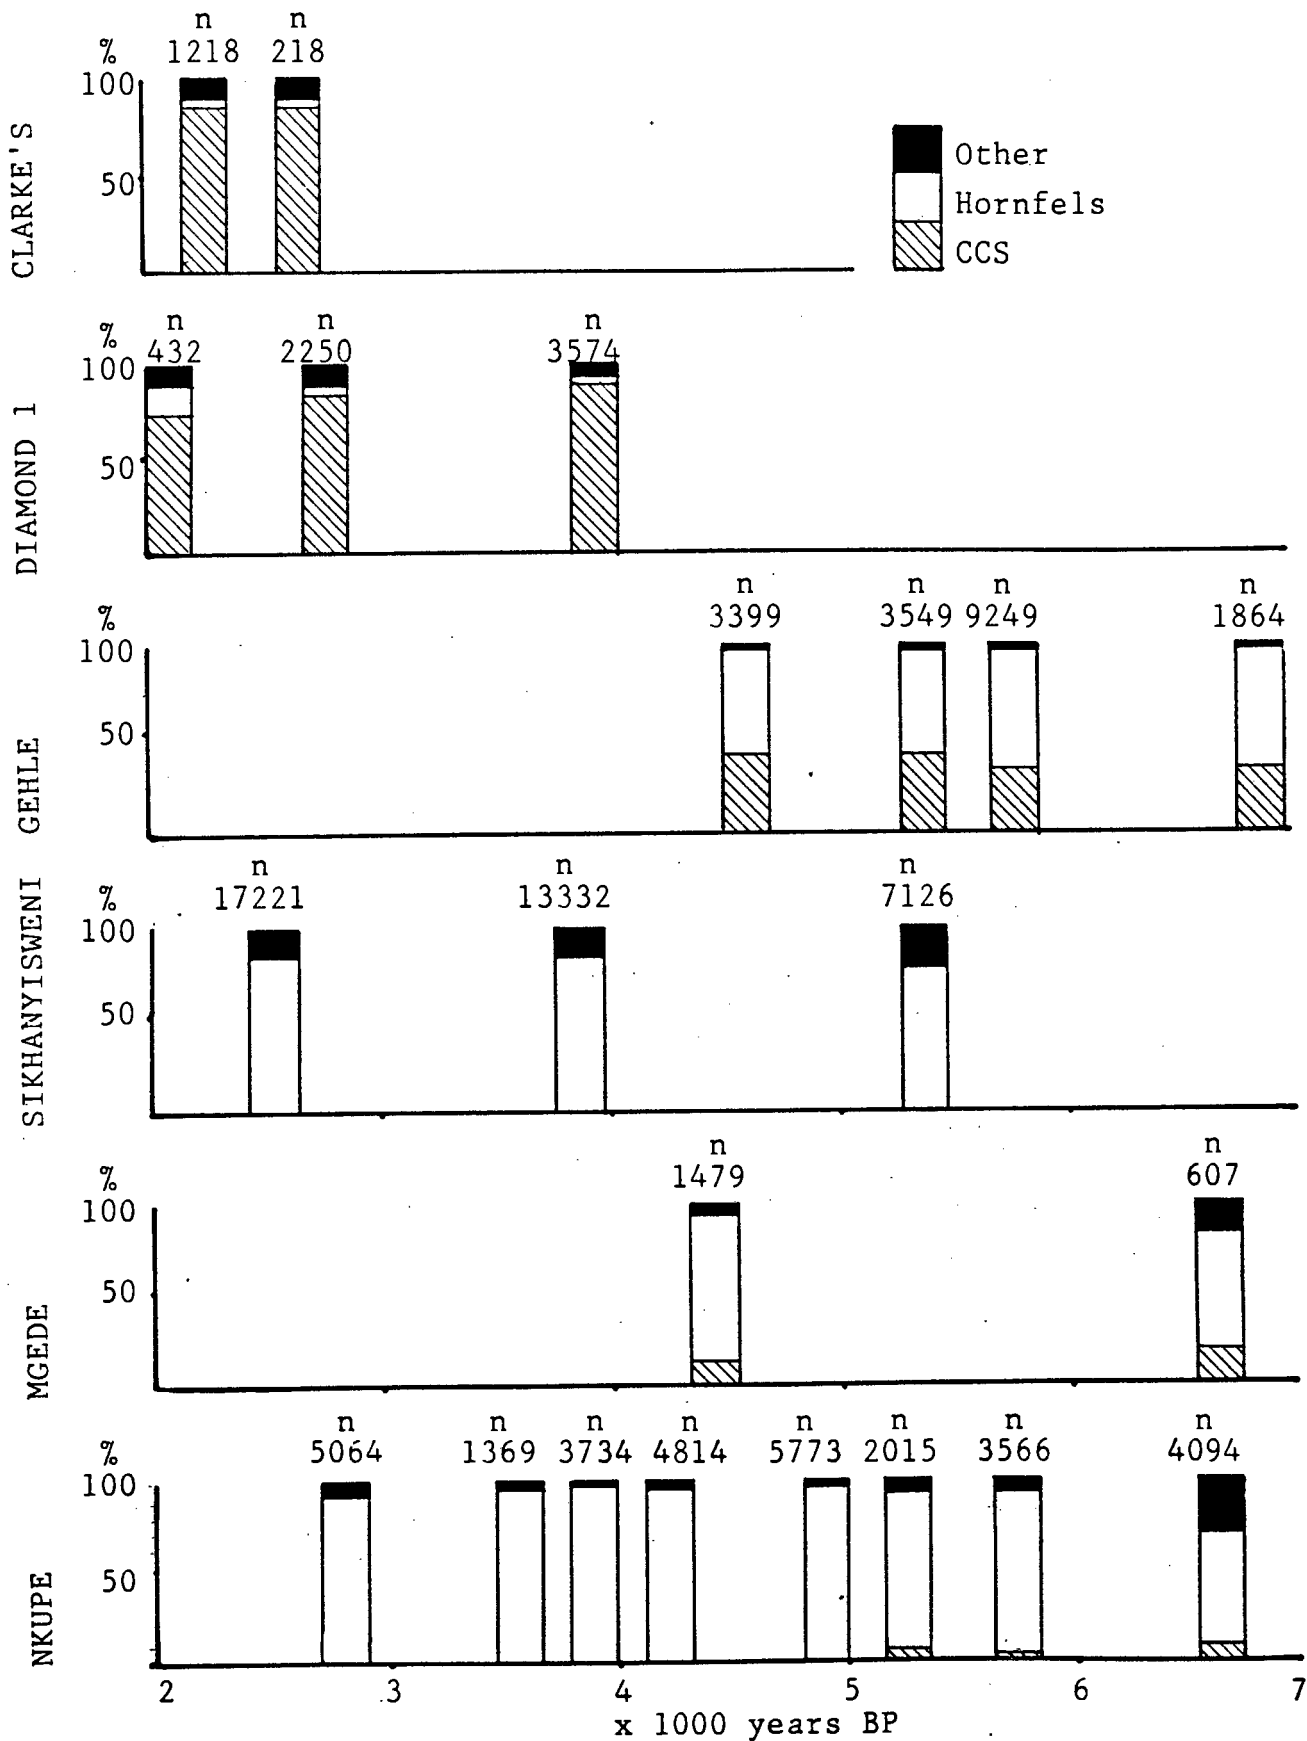 n n
% 1218 218
100
50
CLARKE'S
Other
Hornfels
CCS
n n n
% 432 2250 3574
100
50
DIAMOND 1
n n n n
% 3399 3549 9249 1864
100
50
GEHLE
n n n
% 17221 13332 7126
100
50
SIKHANYISWENI
n n
% 1479 607
100
50
MGEDE
n n n n n n n n
% 5064 1369 3734 4814 5773 2015 3566 4094
100
50
NKUPE
2 3 4 5 6 7
x 1000 years BP